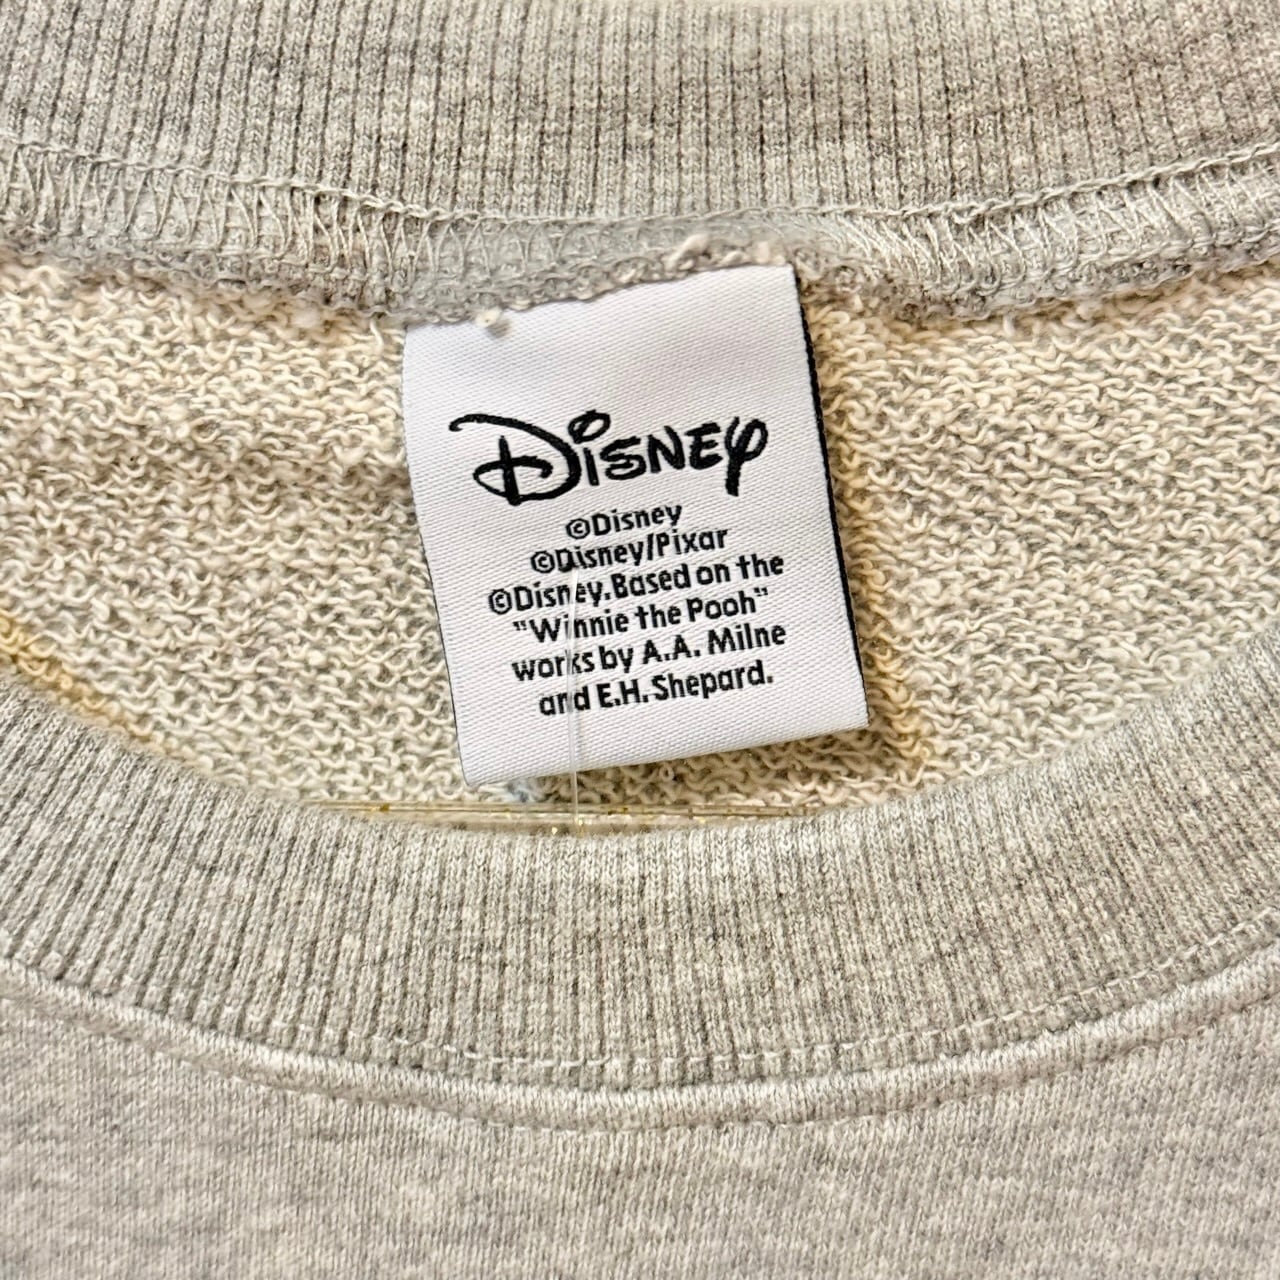 Disney
©Disney
©Disney/Pixar
©Disney.Based on the
"Winnie the Pooh"
works by A.A. Milne
and E.H.Shepard.